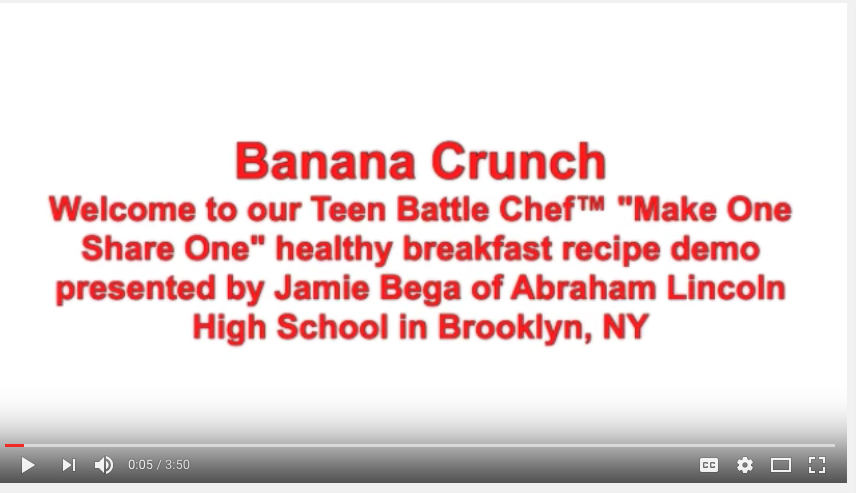 Banana Crunch
Welcome to our Teen Battle Chef™ "Make One
Share One" healthy breakfast recipe demo
presented by Jamie Bega of Abraham Lincoln
High School in Brooklyn, NY
0:05 / 3:50
CC